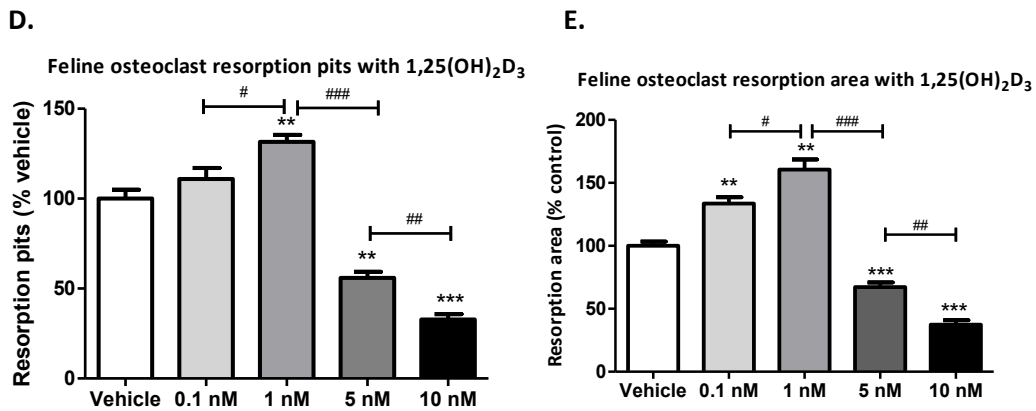 D.
Feline osteoclast resorption pits with 1,25(OH)₂D₃
Resorption pits (% vehicle)
150
100
50
0
#
###
##
**
**
***
Vehicle 0.1 nM 1 nM 5 nM 10 nM
E.
Feline osteoclast resorption area with 1,25(OH)₂D₃
Resorption area (% control)
200
150
100
50
0
#
###
##
**
**
***
***
Vehicle 0.1 nM 1 nM 5 nM 10 nM